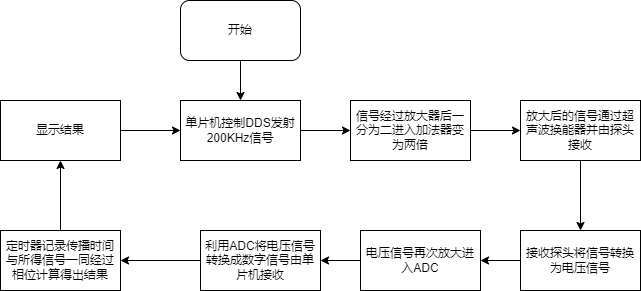 开始
显示结果
单片机控制DDS发射
200KHz信号
信号经过放大器后一
分为二进入加法器变
为两倍
放大后的信号通过超
声波换能器并由探头
接收
定时器记录传播时间
与所得信号一同经过
相位计算得出结果
利用ADC将电压信号
转换成数字信号由单
片机接收
电压信号再次放大进
入ADC
接收探头将信号转换
为电压信号